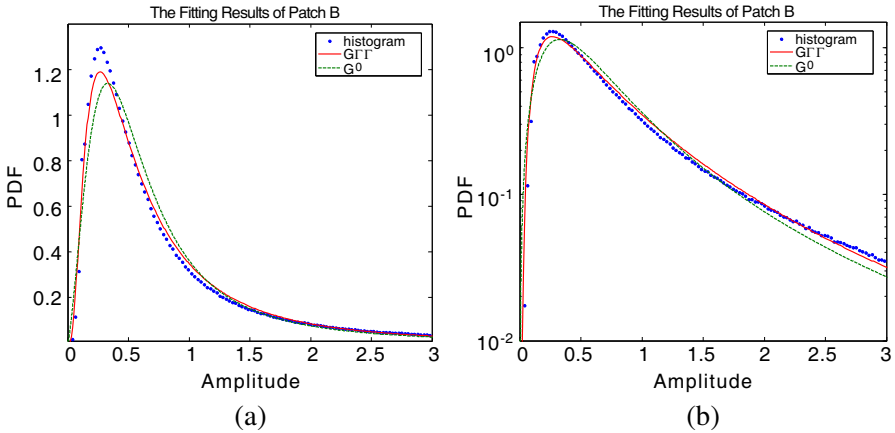 The Fitting Results of Patch B
histogram
GΓΓ
G⁰
1.2
1
0.8
0.6
0.4
0.2
PDF
0 0.5 1 1.5 2 2.5 3
Amplitude
(a)
The Fitting Results of Patch B
histogram
GΓΓ
G⁰
10⁰
10⁻¹
10⁻²
PDF
0 0.5 1 1.5 2 2.5 3
Amplitude
(b)